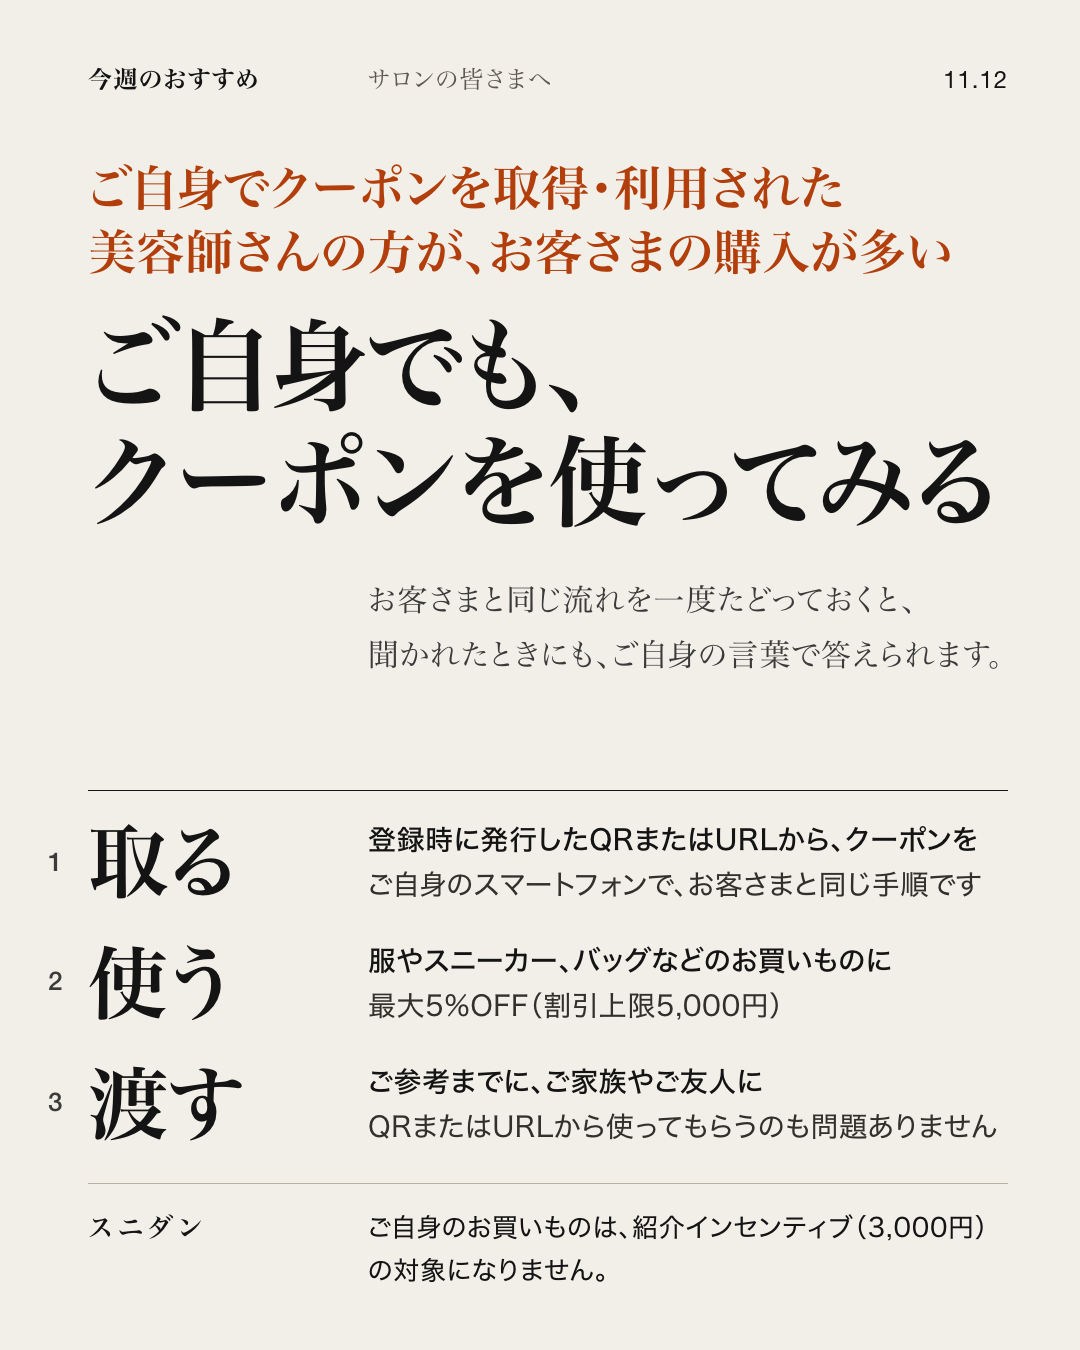 今週のおすすめ
サロンの皆さまへ
11.12
ご自身でクーポンを取得・利用された
美容師さんの方が、お客さまの購入が多い
ご自身でも、
クーポンを使ってみる
お客さまと同じ流れを一度たどっておくと、
聞かれたときにも、ご自身の言葉で答えられます。
1
取る
登録時に発行したQRまたはURLから、クーポンを
ご自身のスマートフォンで、お客さまと同じ手順です
2
使う
服やスニーカー、バッグなどのお買いものに
最大5%OFF（割引上限5,000円）
3
渡す
ご参考までに、ご家族やご友人に
QRまたはURLから使ってもらうのも問題ありません
スニダン
ご自身のお買いものは、紹介インセンティブ（3,000円）
の対象になりません。